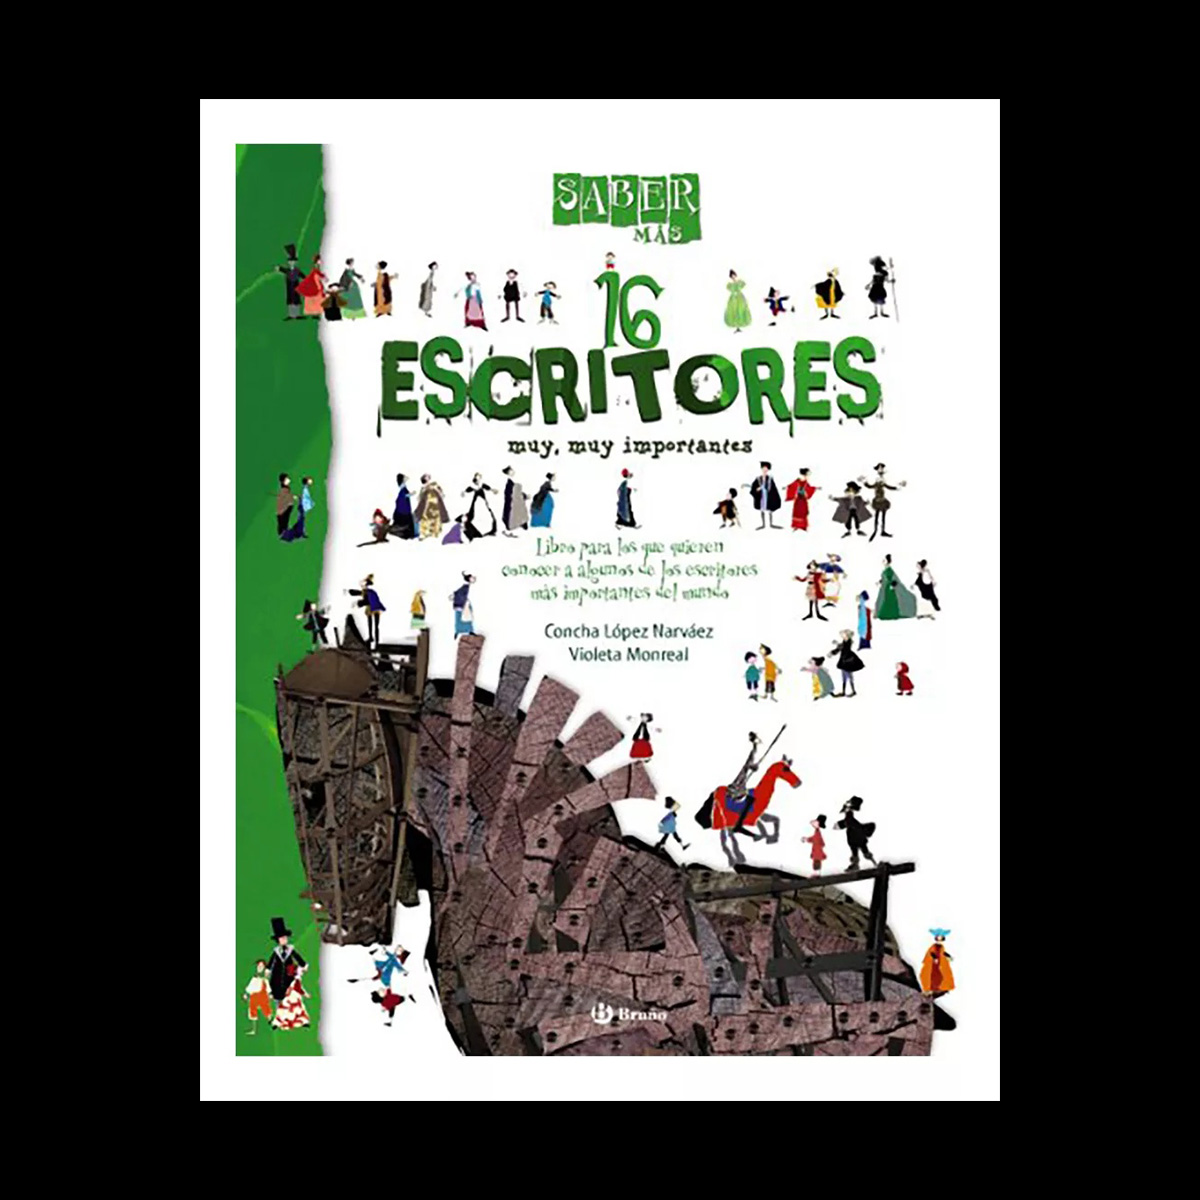 SABER
MÁS
16
ESCRITORES
muy, muy importantes
Libro para los que quieren
conocer a algunos de los escritores
más importantes del mundo
Concha López Narváez
Violeta Monreal
Bruño